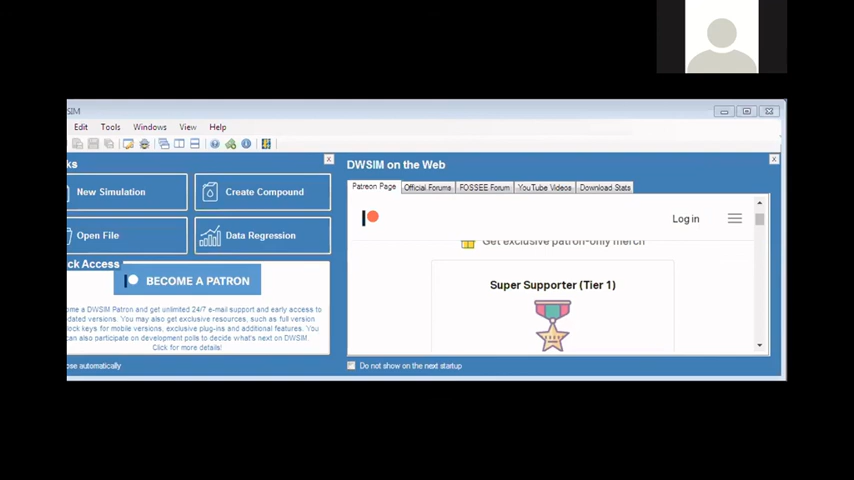 SIM
Edit Tools Windows View Help
ks
DWSIM on the Web
New Simulation
Create Compound
Patreon Page Official Forums FOSSEE Forum YouTube Videos Download Stats
Log in
Open File
Data Regression
Get exclusive patron-only merch
ck Access
BECOME A PATRON
Super Supporter (Tier 1)
ome a DWSIM Patron and get unlimited 24/7 e-mail support and early access to
dated versions. You may also get exclusive resources, such as full version
lock keys for mobile versions, exclusive plug-ins and additional features. You
can also participate on development polls to decide what's next on DWSIM.
Click for more details!
ose automatically
Do not show on the next startup